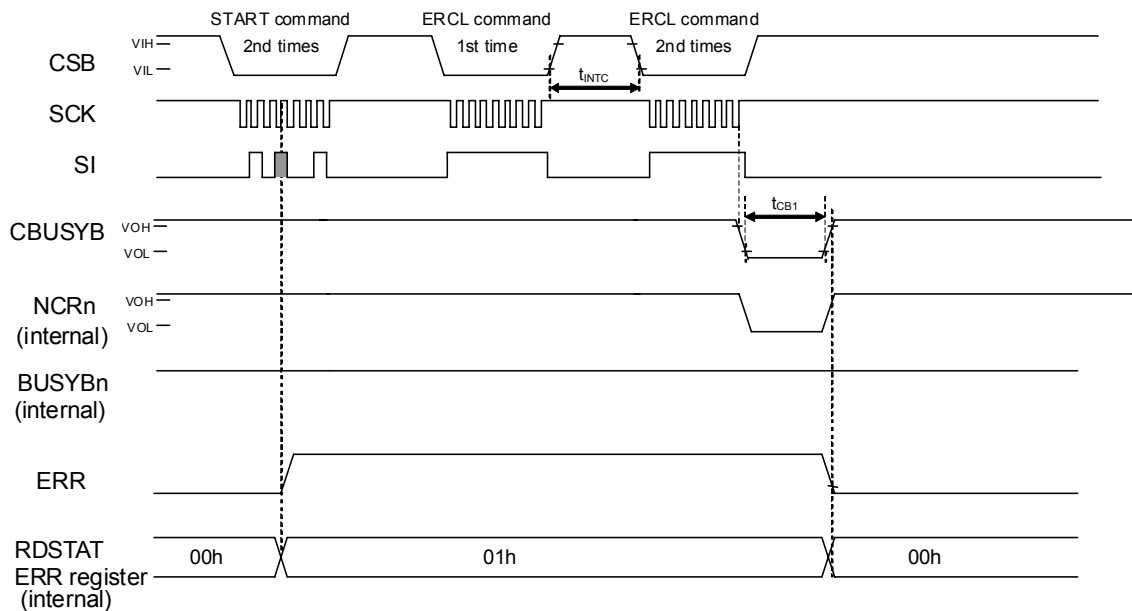 START command
2nd times
ERCL command
1st time
ERCL command
2nd times
CSB
VIH
VIL
tINTC
SCK
SI
CBUSYB
VOH
VOL
tCB1
NCRn
(internal)
VOH
VOL
BUSYBn
(internal)
ERR
RDSTAT
ERR register
(internal)
00h
01h
00h